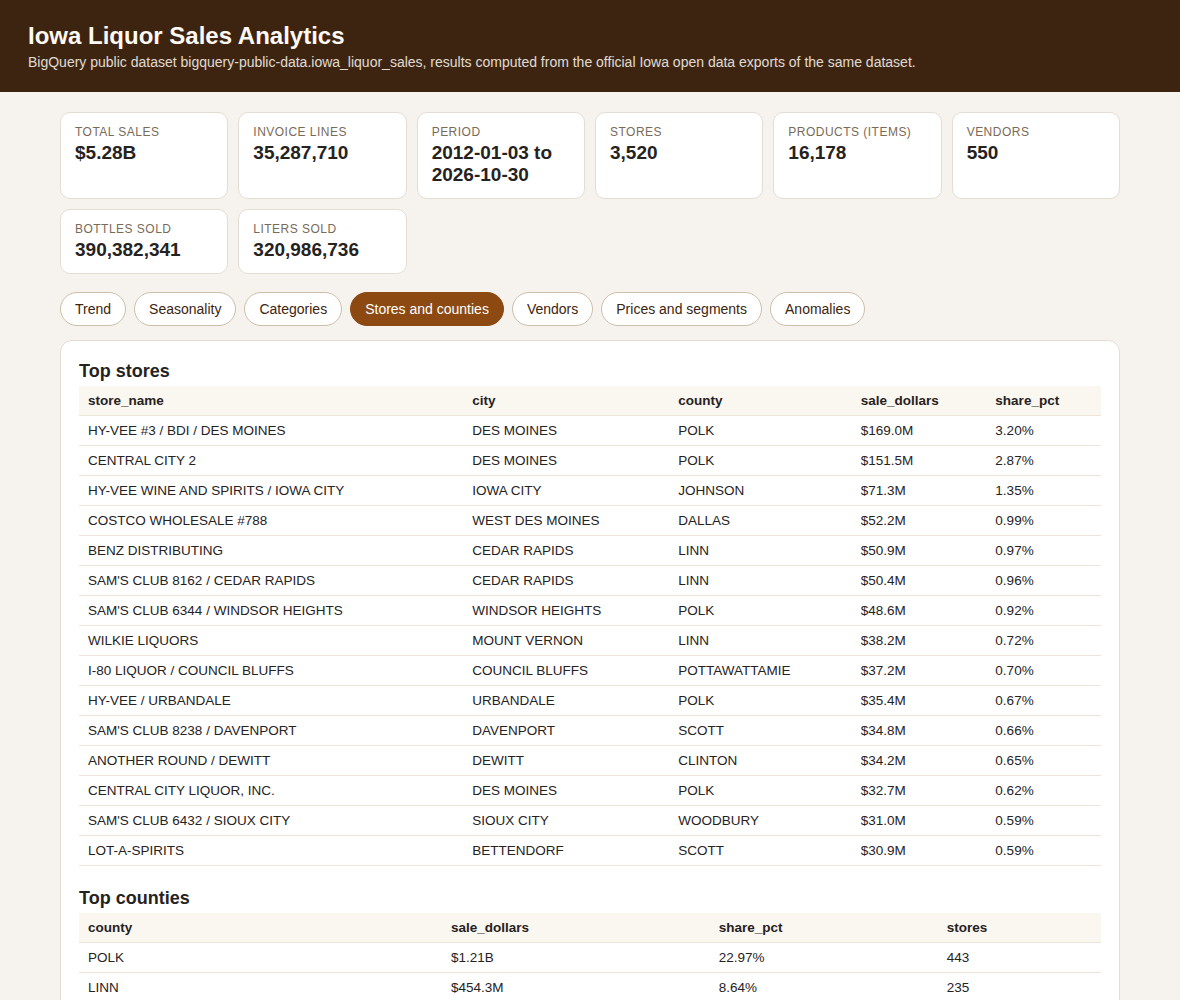 Iowa Liquor Sales Analytics
BigQuery public dataset bigquery-public-data.iowa_liquor_sales, results computed from the official Iowa open data exports of the same dataset.
TOTAL SALES
$5.28B
INVOICE LINES
35,287,710
PERIOD
2012-01-03 to
2026-10-30
STORES
3,520
PRODUCTS (ITEMS)
16,178
VENDORS
550
BOTTLES SOLD
390,382,341
LITERS SOLD
320,986,736
Trend Seasonality Categories Stores and counties Vendors Prices and segments Anomalies
Top stores
store_name city county sale_dollars share_pct
HY-VEE #3 / BDI / DES MOINES DES MOINES POLK $169.0M 3.20%
CENTRAL CITY 2 DES MOINES POLK $151.5M 2.87%
HY-VEE WINE AND SPIRITS / IOWA CITY IOWA CITY JOHNSON $71.3M 1.35%
COSTCO WHOLESALE #788 WEST DES MOINES DALLAS $52.2M 0.99%
BENZ DISTRIBUTING CEDAR RAPIDS LINN $50.9M 0.97%
SAM'S CLUB 8162 / CEDAR RAPIDS CEDAR RAPIDS LINN $50.4M 0.96%
SAM'S CLUB 6344 / WINDSOR HEIGHTS WINDSOR HEIGHTS POLK $48.6M 0.92%
WILKIE LIQUORS MOUNT VERNON LINN $38.2M 0.72%
I-80 LIQUOR / COUNCIL BLUFFS COUNCIL BLUFFS POTTAWATTAMIE $37.2M 0.70%
HY-VEE / URBANDALE URBANDALE POLK $35.4M 0.67%
SAM'S CLUB 8238 / DAVENPORT DAVENPORT SCOTT $34.8M 0.66%
ANOTHER ROUND / DEWITT DEWITT CLINTON $34.2M 0.65%
CENTRAL CITY LIQUOR, INC. DES MOINES POLK $32.7M 0.62%
SAM'S CLUB 6432 / SIOUX CITY SIOUX CITY WOODBURY $31.0M 0.59%
LOT-A-SPIRITS BETTENDORF SCOTT $30.9M 0.59%
Top counties
county sale_dollars share_pct stores
POLK $1.21B 22.97% 443
LINN $454.3M 8.64% 235